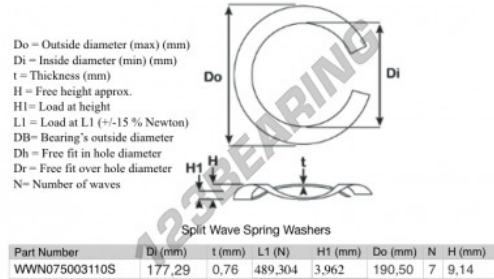 Do = Outside diameter (max) (mm)
Di = Inside diameter (min) (mm)
t = Thickness (mm)
H = Free height approx.
H1= Load at height
L1 = Load at L1 (+/-15 % Newton)
DB= Bearing's outside diameter
Dh = Free fit in hole diameter
Dr = Free fit over hole diameter
N= Number of waves
Do
Di
H1
H
t
123BEARING
Split Wave Spring Washers
Part Number Di (mm) t (mm) L1 (N) H1 (mm) Do (mm) N H (mm)
WWN075003110S 177,29 0,76 489,304 3,962 190,50 7 9,14